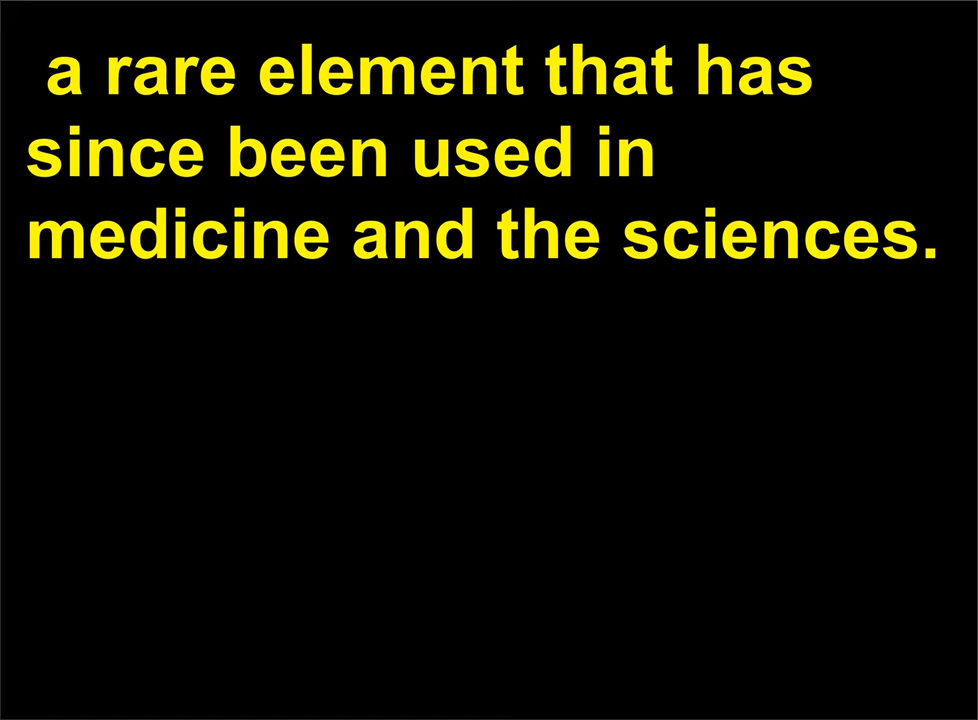 a rare element that has
since been used in
medicine and the sciences.